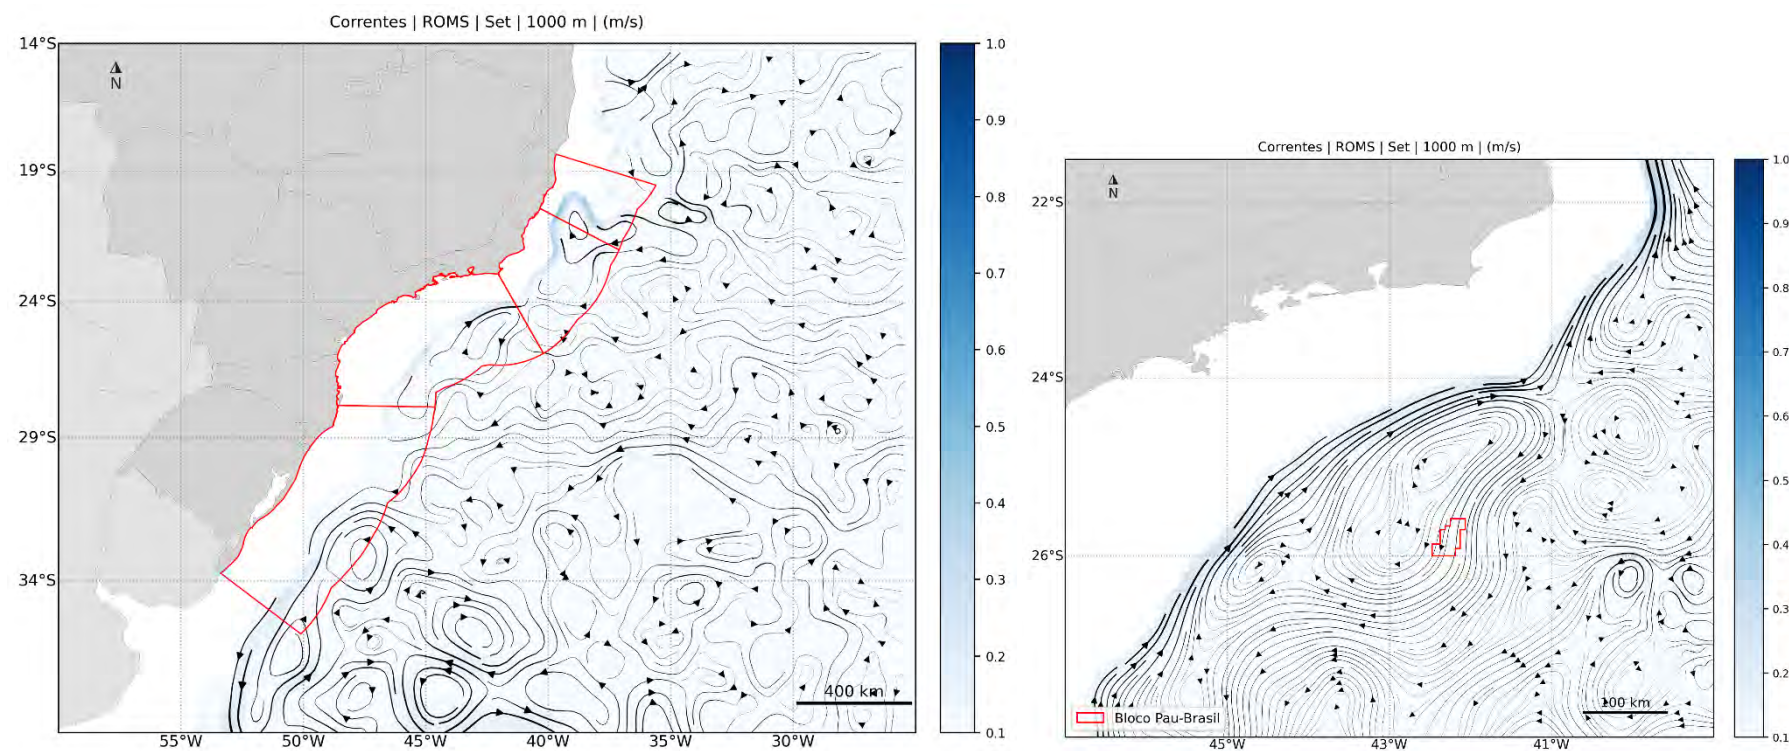 Correntes | ROMS | Set | 1000 m | (m/s)
14°S
19°S
24°S
29°S
34°S
N
400 km
55°W
50°W
45°W
40°W
35°W
30°W
1.0
0.9
0.8
0.7
0.6
0.5
0.4
0.3
0.2
0.1
Correntes | ROMS | Set | 1000 m | (m/s)
22°S
24°S
26°S
N
Bloco Pau-Brasil
100 km
45°W
43°W
41°W
1.0
0.9
0.8
0.7
0.6
0.5
0.4
0.3
0.2
0.1